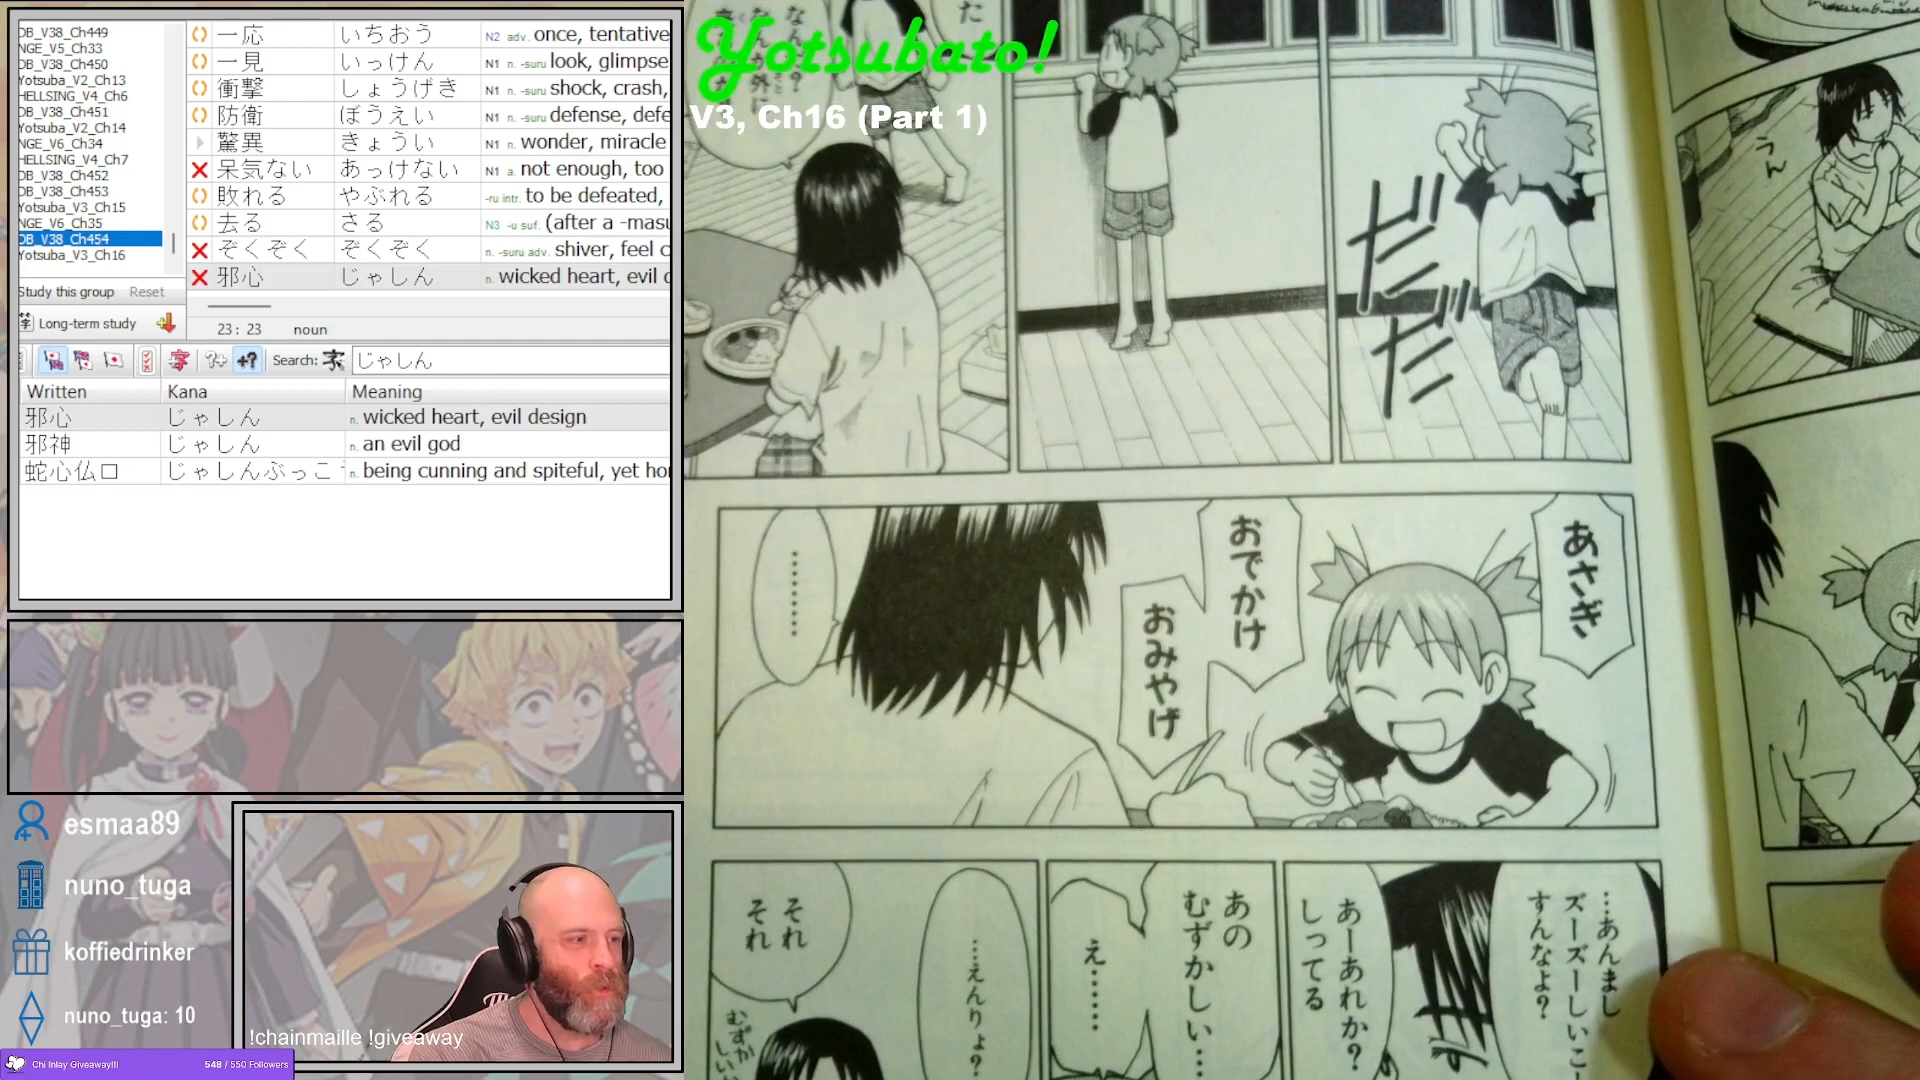 DB_V38_Ch449
NGE_V5_Ch33
DB_V38_Ch450
Yotsuba_V2_Ch13
HELLSING_V4_Ch6
DB_V38_Ch451
Yotsuba_V2_Ch14
NGE_V6_Ch34
HELLSING_V4_Ch7
DB_V38_Ch452
DB_V38_Ch453
Yotsuba_V3_Ch15
NGE_V6_Ch35
DB_V38_Ch454
Yotsuba_V3_Ch16
Study this group Reset
Long-term study
一応 いちおう N2 adv. once, tentative
一見 いっけん N1 n. -suru look, glimpse
衝撃 しょうげき N1 n. -suru shock, crash,
防衛 ぼうえい N1 n. -suru defense, defe
驚異 きょうい N1 n. wonder, miracle
呆気ない あっけない N1 a. not enough, too
敗れる やぶれる -ru intr. to be defeated,
去る さる N3 -u suf. (after a -masu
ぞくぞく ぞくぞく n. -suru adv. shiver, feel c
邪心 じゃしん n. wicked heart, evil d
23: 23 noun
Search: じゃしん
Written Kana Meaning
邪心 じゃしん n. wicked heart, evil design
邪神 じゃしん n. an evil god
蛇心仏口 じゃしんぶっこ n. being cunning and spiteful, yet ho
esmaa89
nuno_tuga
koffiedrinker
nuno_tuga: 10
!chainmaille !giveaway
Chi Inlay Giveaway!!! 548 / 550 Followers
Yotsubato!
V3, Ch16 (Part 1)
た
ダダ
うん
あさぎ
おでかけ
おみやげ
………
…あんまし
ズーズーしいこー
すんなよ?
あーあれか?
しってる
あの
むずかしい…
え……
……えんりょ?
それ
それ
むずか
しい